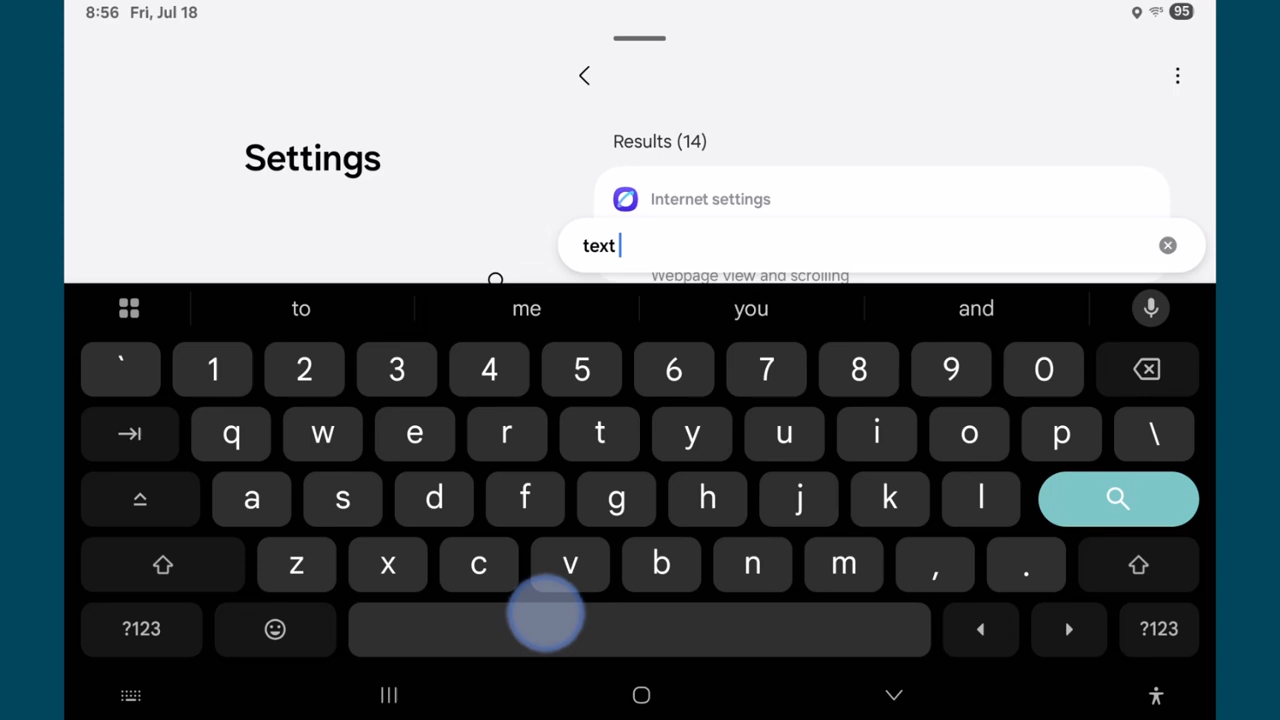 8:56 Fri, Jul 18
95
Settings
Results (14)
Internet settings
text
Webpage view and scrolling
to me you and
` 1 2 3 4 5 6 7 8 9 0
q w e r t y u i o p \
a s d f g h j k l
z x c v b n m , .
?123 ?123